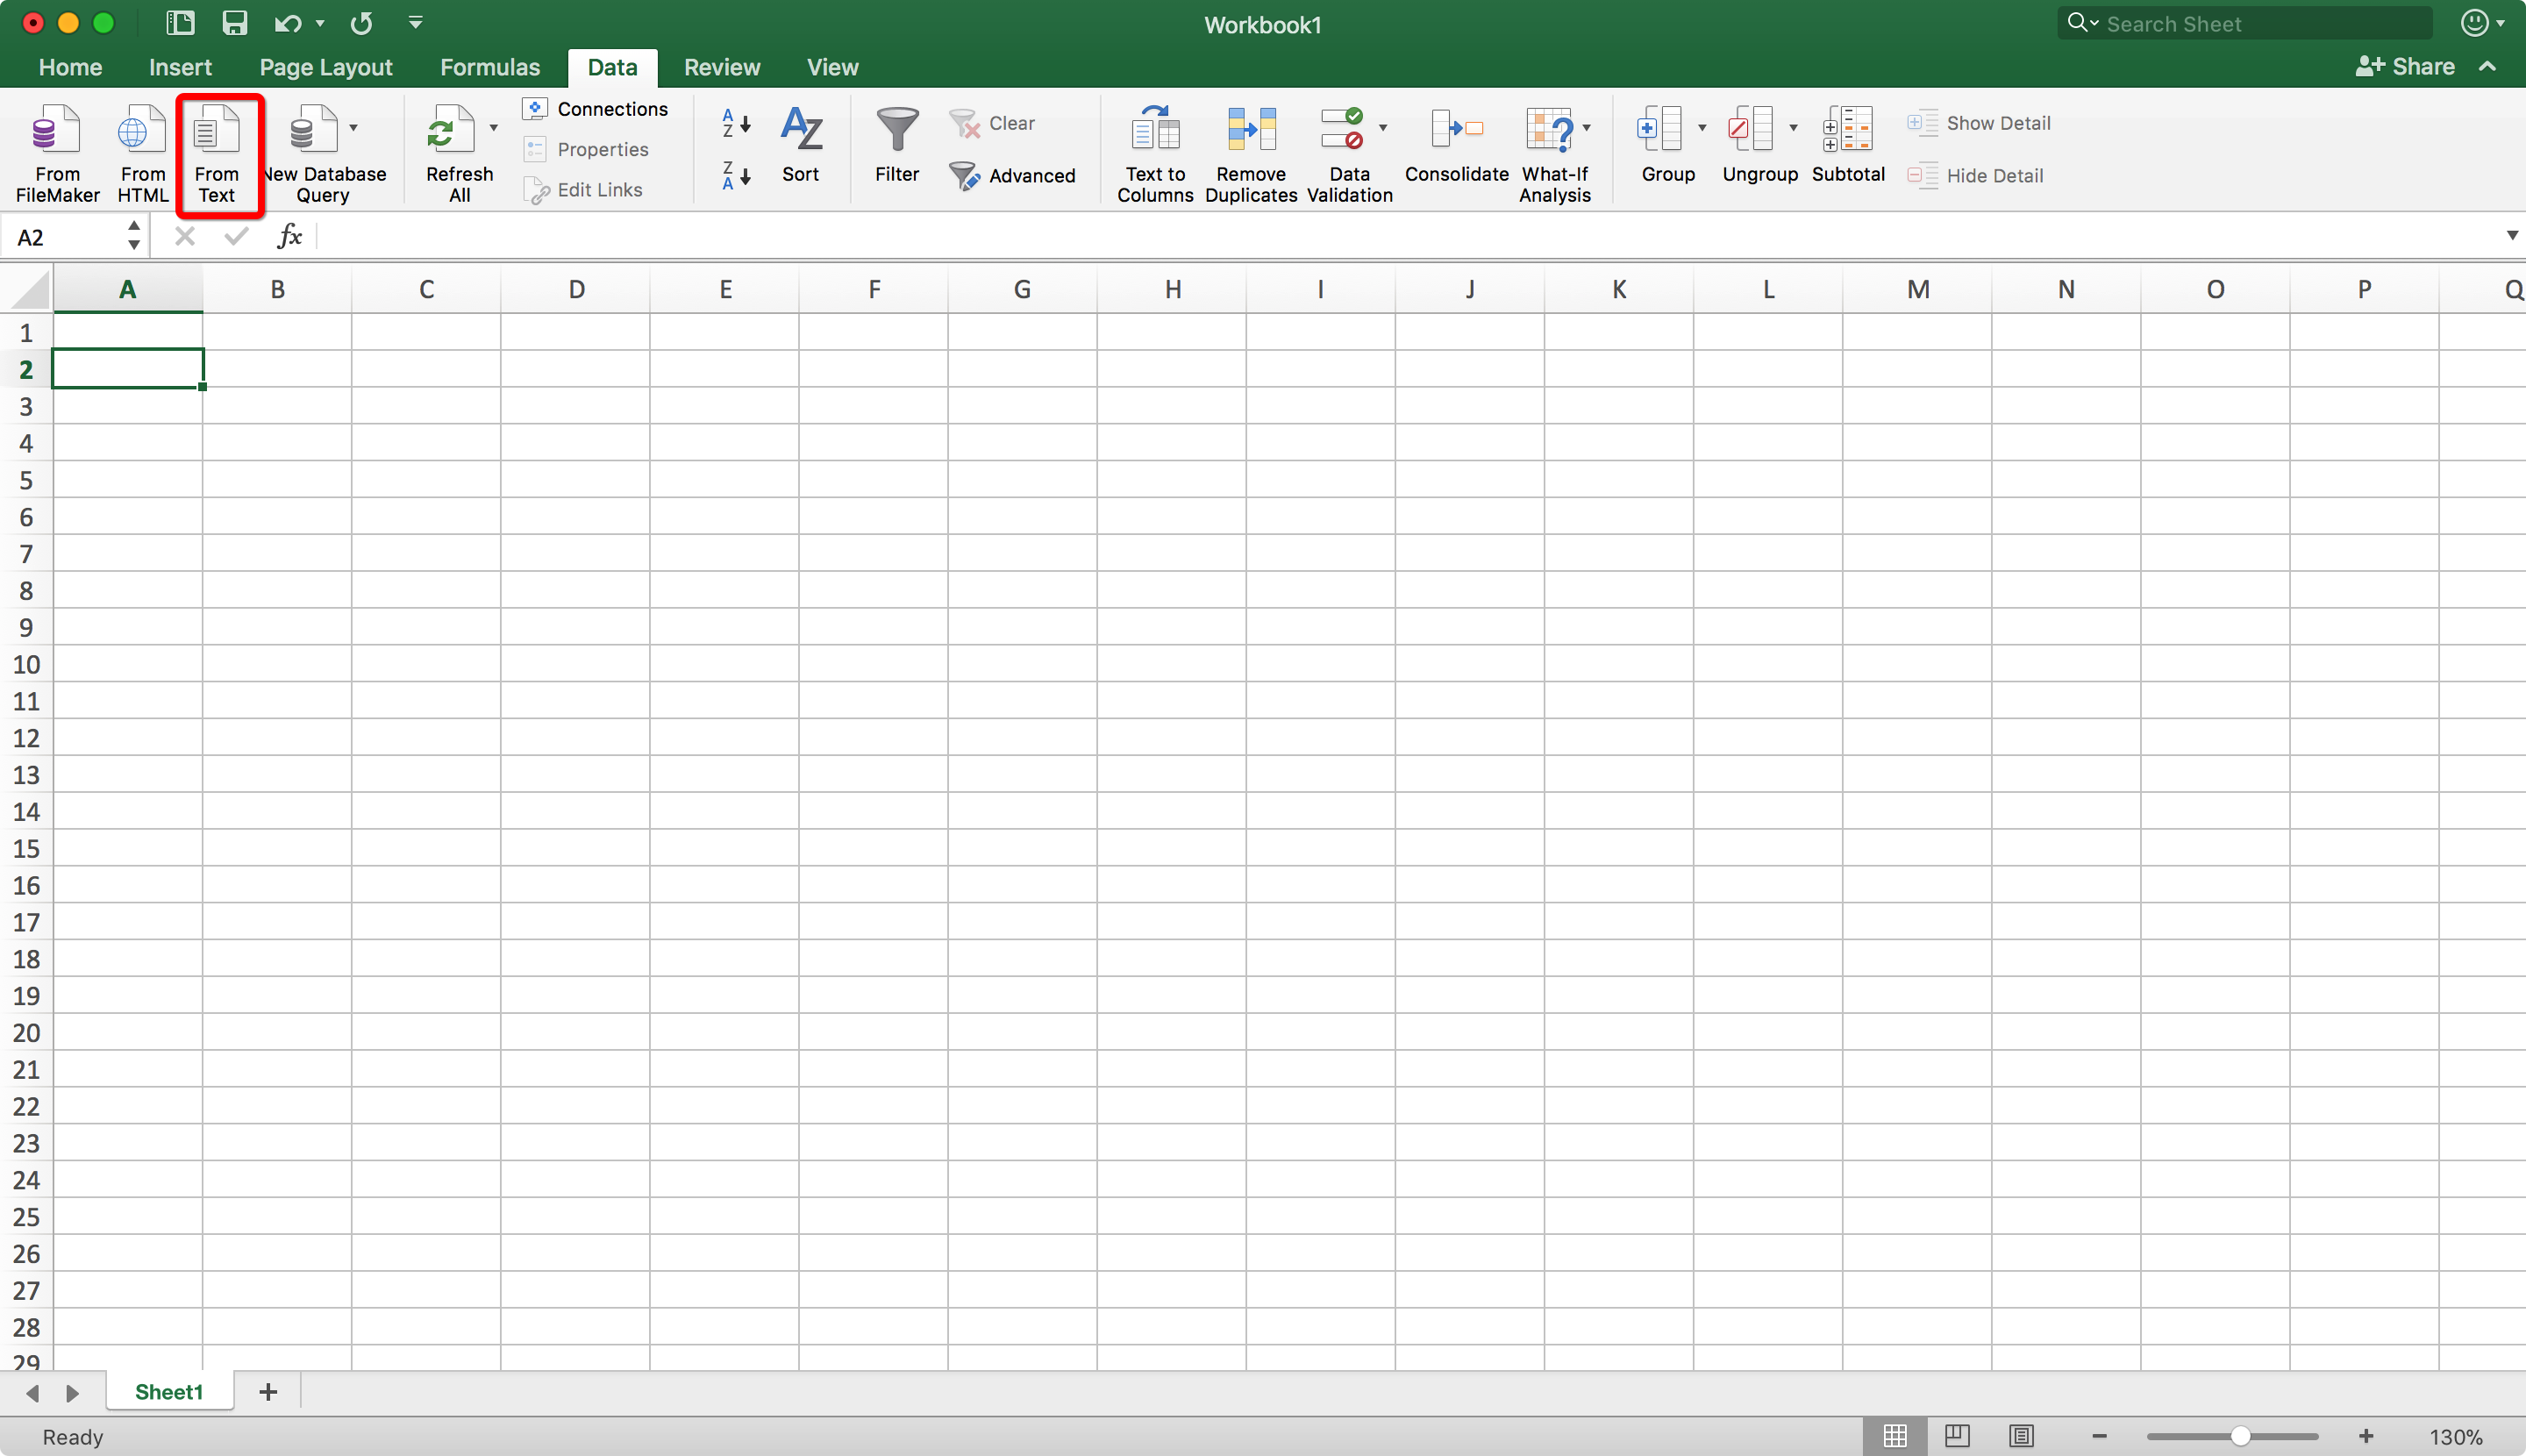 Workbook1
Search Sheet
Home Insert Page Layout Formulas Data Review View Share
Connections
Clear
Show Detail
Properties
From FileMaker
From HTML
From Text
New Database Query
Refresh All
Edit Links
A Z
Z A
Sort
Filter
Advanced
Text to Columns
Remove Duplicates
Data Validation
Consolidate
What-If Analysis
Group
Ungroup
Subtotal
Hide Detail
A2 fx
A B C D E F G H I J K L M N O P Q
1
2
3
4
5
6
7
8
9
10
11
12
13
14
15
16
17
18
19
20
21
22
23
24
25
26
27
28
29
Sheet1 +
Ready 130%